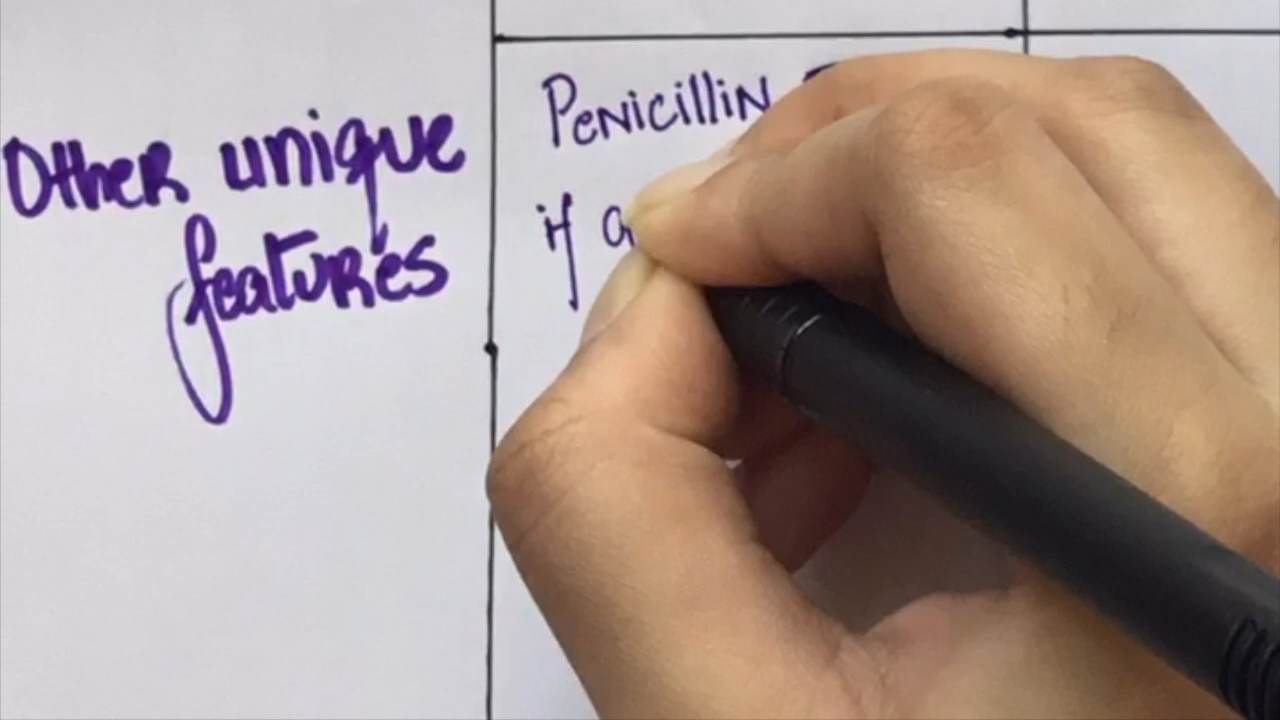 Other unique
features
Penicillin
if